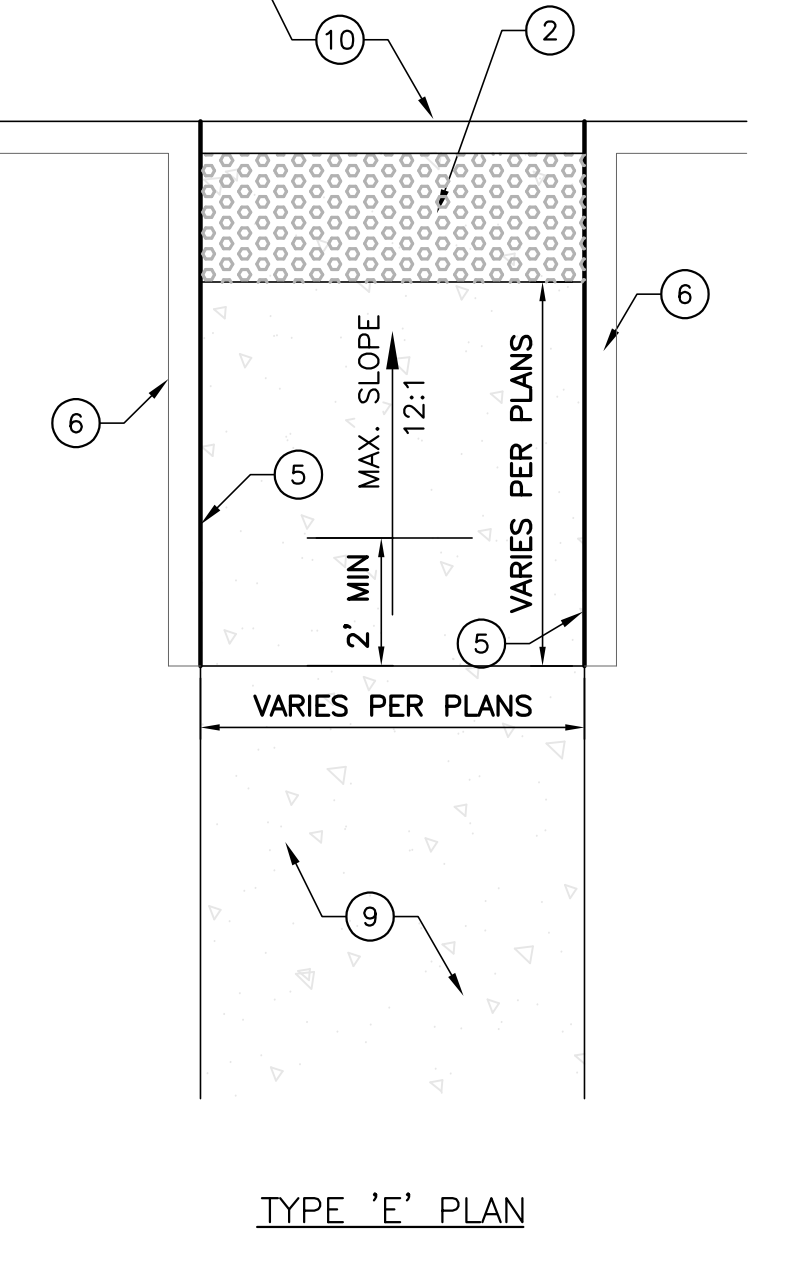 10
2
6
MAX. SLOPE
12:1
VARIES PER PLANS
6
5
2' MIN
5
VARIES PER PLANS
9
TYPE 'E' PLAN